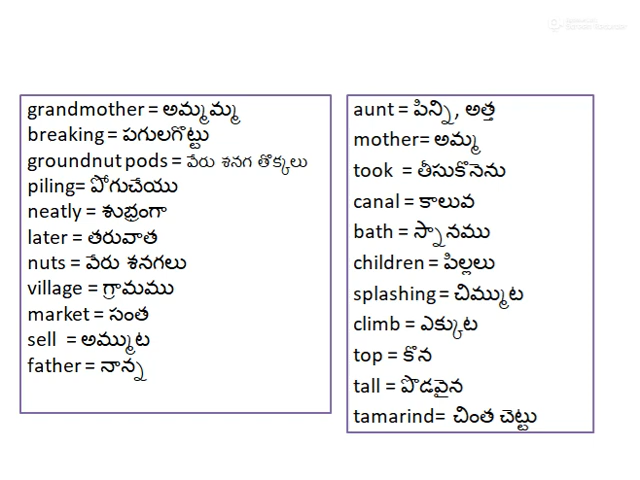 grandmother = అమ్మమ్మ
breaking = పగులగొట్టు
groundnut pods = వేరు శనగ తొక్కలు
piling= పోగుచేయు
neatly = శుభ్రంగా
later = తరువాత
nuts = వేరు శనగలు
village = గ్రామము
market = సంత
sell = అమ్ముట
father = నాన్న
aunt = పిన్ని , అత్త
mother= అమ్మ
took = తీసుకొనెను
canal = కాలువ
bath = స్నానము
children = పిల్లలు
splashing = చిమ్ముట
climb = ఎక్కుట
top = కొన
tall = పొడవైన
tamarind= చింత చెట్టు